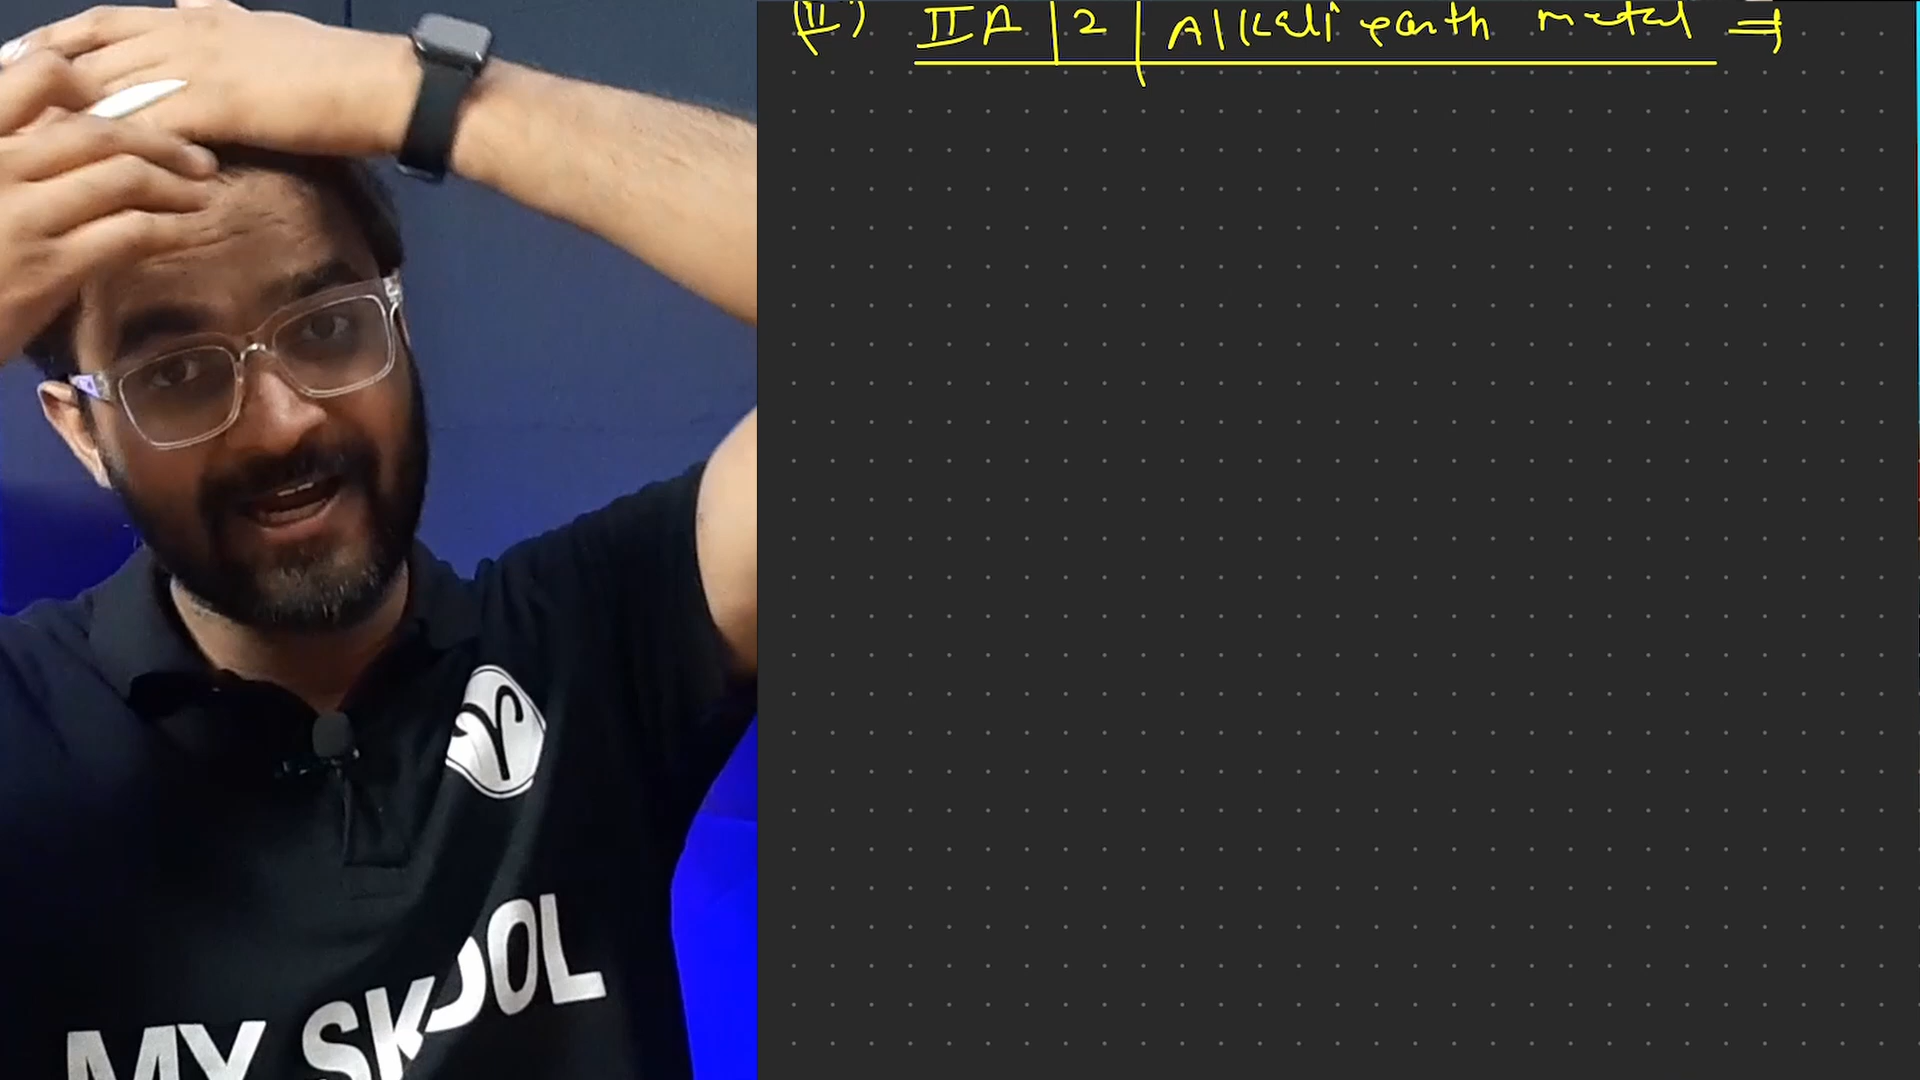 (II) IIA | 2 | Alkali earth metal ⇒
MY SKOOL